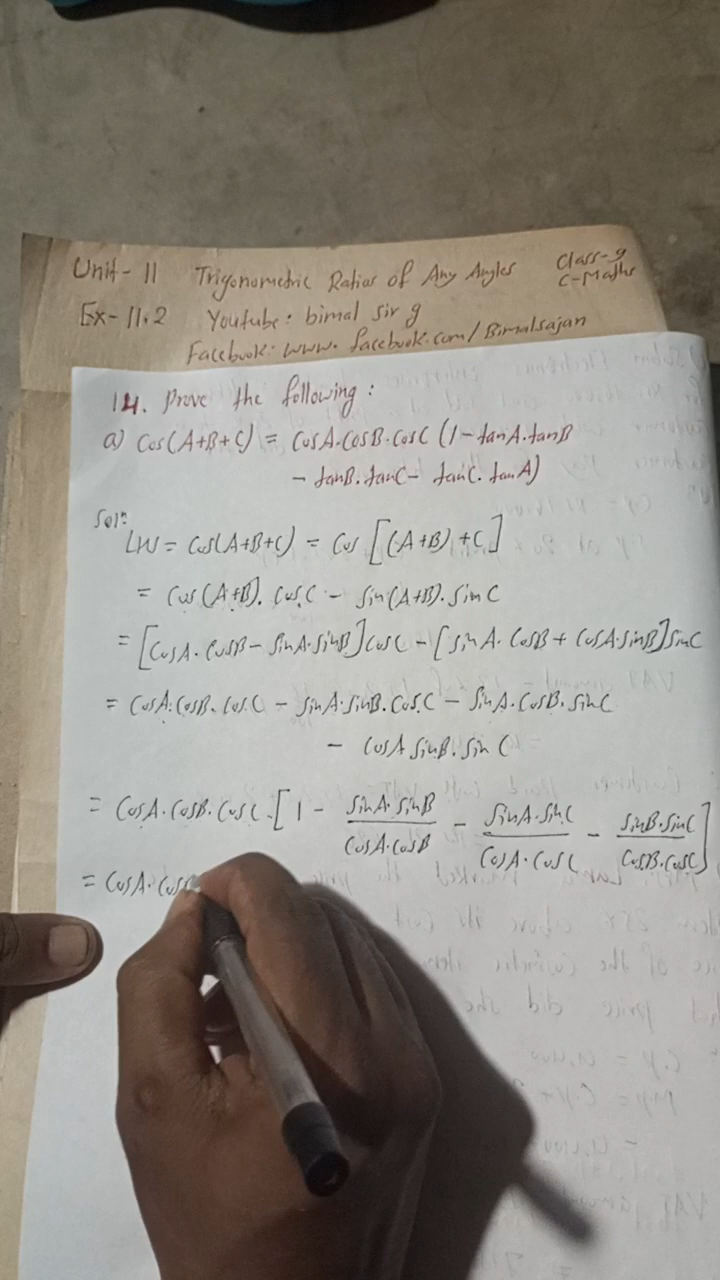 Unit - 11 Trigonometric Ratios of Any Angles Class-9
C-Maths
Ex- 11.2 Youtube: bimal sir g
Facebook: www.facebook.com/Bimalsajan
14. Prove the following:
a) Cos(A+B+C) = CosA.CosB.CosC (1-tanA.tanB
- tanB.tanC - tanC.tanA)
Solⁿ
LHS = Cos(A+B+C) = Cos [(A+B)+C]
= Cos(A+B).CosC - Sin(A+B).SinC
= [CosA.CosB - SinA.SinB]CosC - [SinA.CosB + CosA.SinB]SinC
= CosA.CosB.CosC - SinA.SinB.CosC - SinA.CosB.SinC
- CosA SinB.SinC
= CosA.CosB.CosC.[1 - SinA.SinB/CosA.CosB - SinA.SinC/CosA.CosC - SinB.SinC/CosB.CosC]
= CosA.Cos